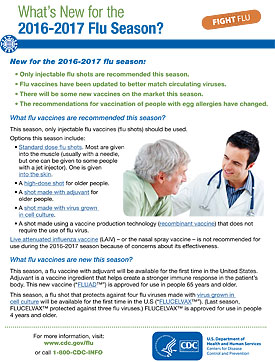 What's New for the
2016-2017 Flu Season?
FIGHT FLU
New for the 2016-2017 flu season:
• Only injectable flu shots are recommended this season.
• Flu vaccines have been updated to better match circulating viruses.
• There will be some new vaccines on the market this season.
• The recommendations for vaccination of people with egg allergies have changed.
What flu vaccines are recommended this season?
This season, only injectable flu vaccines (flu shots) should be used.
Options this season include:
• Standard dose flu shots. Most are given
into the muscle (usually with a needle,
but one can be given to some people
with a jet injector). One is given
into the skin.
• A high-dose shot for older people.
• A shot made with adjuvant for
older people.
• A shot made with virus grown
in cell culture.
• A shot made using a vaccine production technology (recombinant vaccine) that does not
require the use of flu virus.
Live attenuated influenza vaccine (LAIV) – or the nasal spray vaccine – is not recommended for
use during the 2016-2017 season because of concerns about its effectiveness.
What flu vaccines are new this season?
This season, a flu vaccine with adjuvant will be available for the first time in the United States.
Adjuvant is a vaccine ingredient that helps create a stronger immune response in the patient's
body. This new vaccine ("FLUAD™") is approved for use in people 65 years and older.
This season, a flu shot that protects against four flu viruses made with virus grown in
cell culture will be available for the first time in the U.S ("FLUCELVAX™"). (Last season,
FLUCELVAX™ protected against three flu viruses.) FLUCELVAX™ is approved for use in people
4 years and older.
For more information, visit:
www.cdc.gov/flu
or call 1-800-CDC-INFO
CDC
U.S. Department of
Health and Human Services
Centers for Disease
Control and Prevention